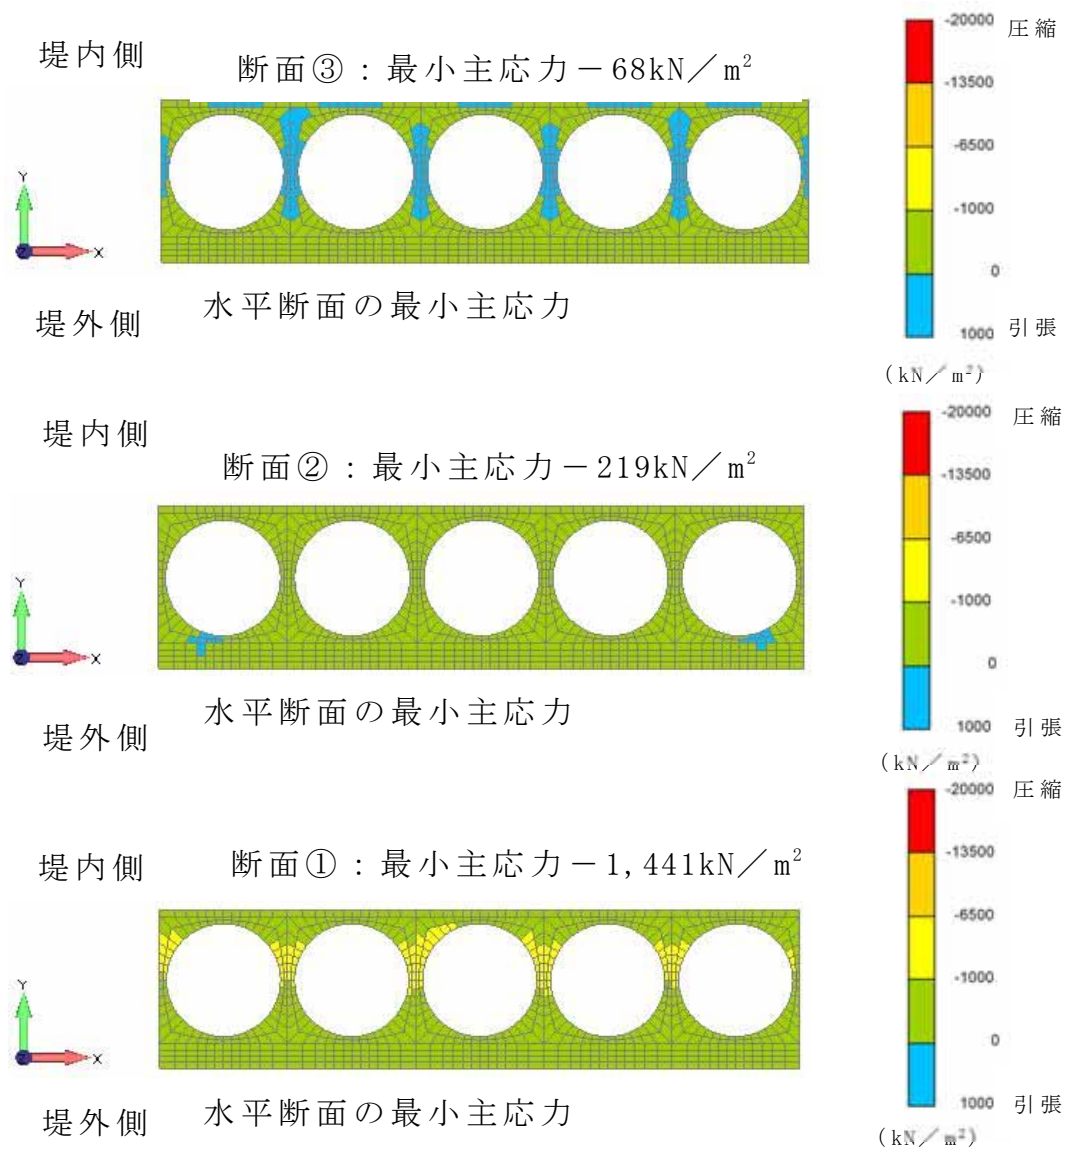 堤内側
断面③：最小主応力－68kN／m²
Y
Z X
堤外側
水平断面の最小主応力
-20000 圧縮
-13500
-6500
-1000
0
1000 引張
(kN／m²)
堤内側
断面②：最小主応力－219kN／m²
Y
Z X
堤外側
水平断面の最小主応力
-20000 圧縮
-13500
-6500
-1000
0
1000 引張
(kN／m²)
堤内側
断面①：最小主応力－1,441kN／m²
Y
Z X
堤外側
水平断面の最小主応力
-20000 圧縮
-13500
-6500
-1000
0
1000 引張
(kN／m²)